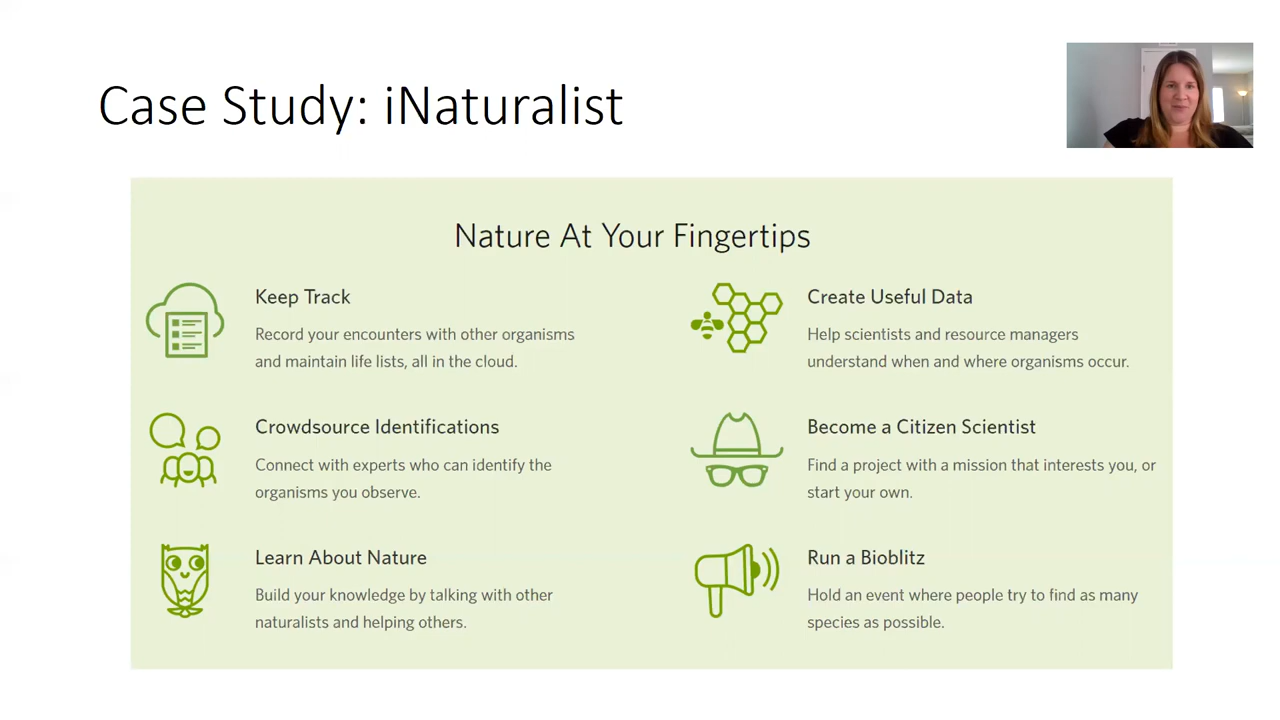 Case Study: iNaturalist
Nature At Your Fingertips
Keep Track
Record your encounters with other organisms
and maintain life lists, all in the cloud.
Crowdsource Identifications
Connect with experts who can identify the
organisms you observe.
Learn About Nature
Build your knowledge by talking with other
naturalists and helping others.
Create Useful Data
Help scientists and resource managers
understand when and where organisms occur.
Become a Citizen Scientist
Find a project with a mission that interests you, or
start your own.
Run a Bioblitz
Hold an event where people try to find as many
species as possible.